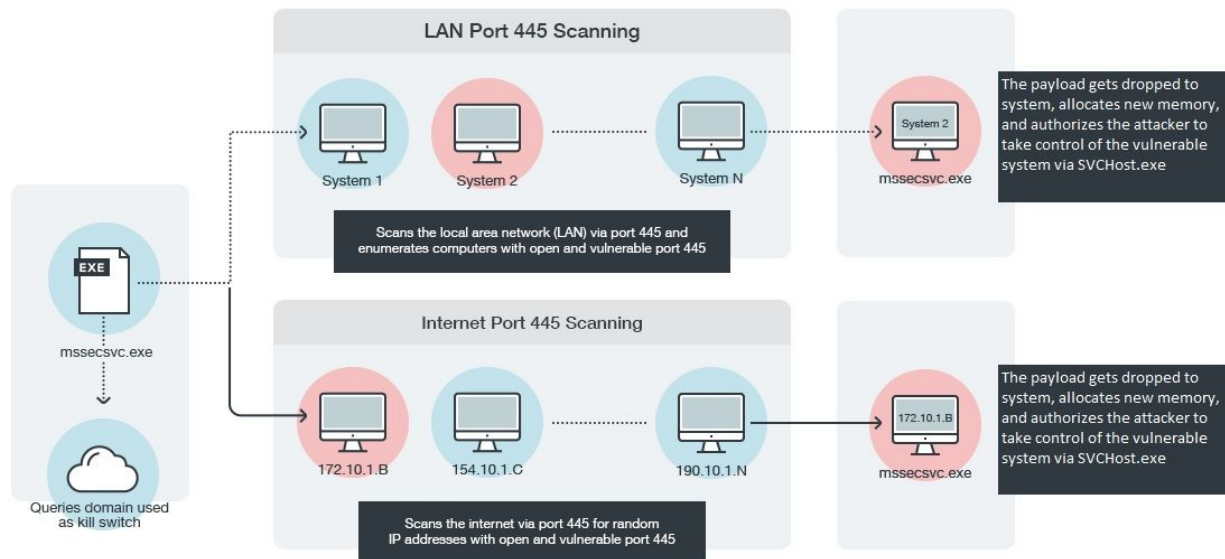 LAN Port 445 Scanning
System 1
System 2
System N
Scans the local area network (LAN) via port 445 and
enumerates computers with open and vulnerable port 445
System 2
mssecsvc.exe
The payload gets dropped to
system, allocates new memory,
and authorizes the attacker to
take control of the vulnerable
system via SVCHost.exe
EXE
mssecsvc.exe
Queries domain used
as kill switch
Internet Port 445 Scanning
172.10.1.B
154.10.1.C
190.10.1.N
Scans the internet via port 445 for random
IP addresses with open and vulnerable port 445
172.10.1.B
mssecsvc.exe
The payload gets dropped to
system, allocates new memory,
and authorizes the attacker to
take control of the vulnerable
system via SVCHost.exe